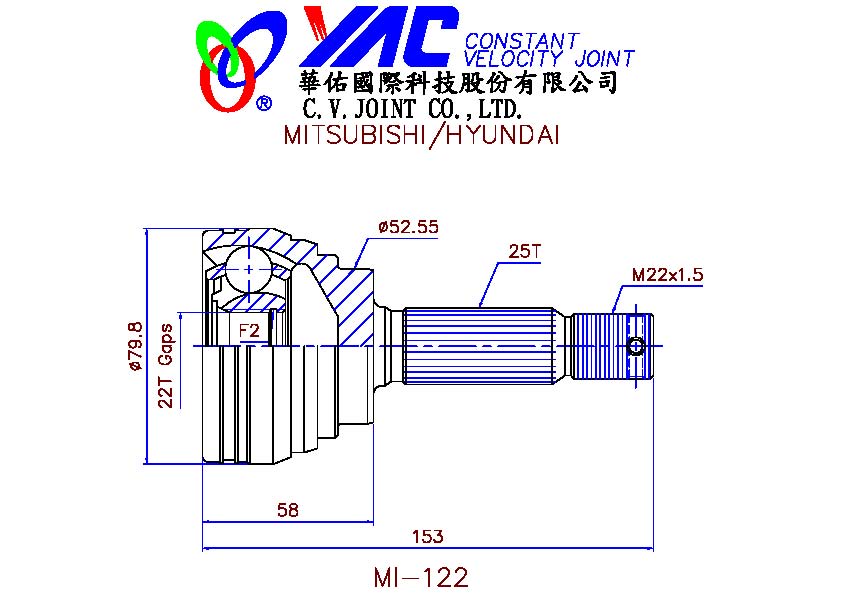 YAC CONSTANT
VELOCITY JOINT
華佑國際科技股份有限公司
®
C.V.JOINT CO.,LTD.
MITSUBISHI/HYUNDAI
ø52.55
25T
M22x1.5
ø79.8
22T Gaps
F2
58
153
MI-122